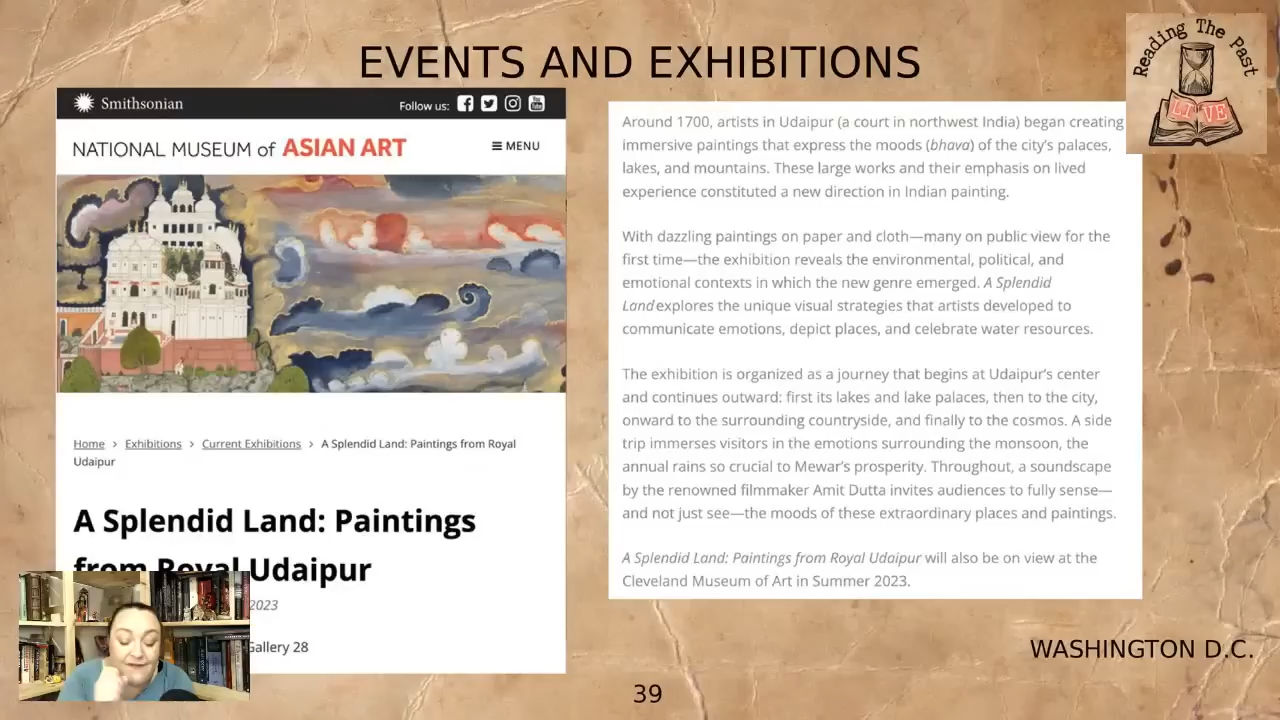 EVENTS AND EXHIBITIONS
Reading The Past
LIVE
Smithsonian
Follow us:
NATIONAL MUSEUM of ASIAN ART
MENU
Home > Exhibitions > Current Exhibitions > A Splendid Land: Paintings from Royal
Udaipur
A Splendid Land: Paintings
from Royal Udaipur
2023
Gallery 28
Around 1700, artists in Udaipur (a court in northwest India) began creating
immersive paintings that express the moods (bhava) of the city's palaces,
lakes, and mountains. These large works and their emphasis on lived
experience constituted a new direction in Indian painting.
With dazzling paintings on paper and cloth—many on public view for the
first time—the exhibition reveals the environmental, political, and
emotional contexts in which the new genre emerged. A Splendid
Land explores the unique visual strategies that artists developed to
communicate emotions, depict places, and celebrate water resources.
The exhibition is organized as a journey that begins at Udaipur's center
and continues outward: first its lakes and lake palaces, then to the city,
onward to the surrounding countryside, and finally to the cosmos. A side
trip immerses visitors in the emotions surrounding the monsoon, the
annual rains so crucial to Mewar's prosperity. Throughout, a soundscape
by the renowned filmmaker Amit Dutta invites audiences to fully sense—
and not just see—the moods of these extraordinary places and paintings.
A Splendid Land: Paintings from Royal Udaipur will also be on view at the
Cleveland Museum of Art in Summer 2023.
WASHINGTON D.C.
39